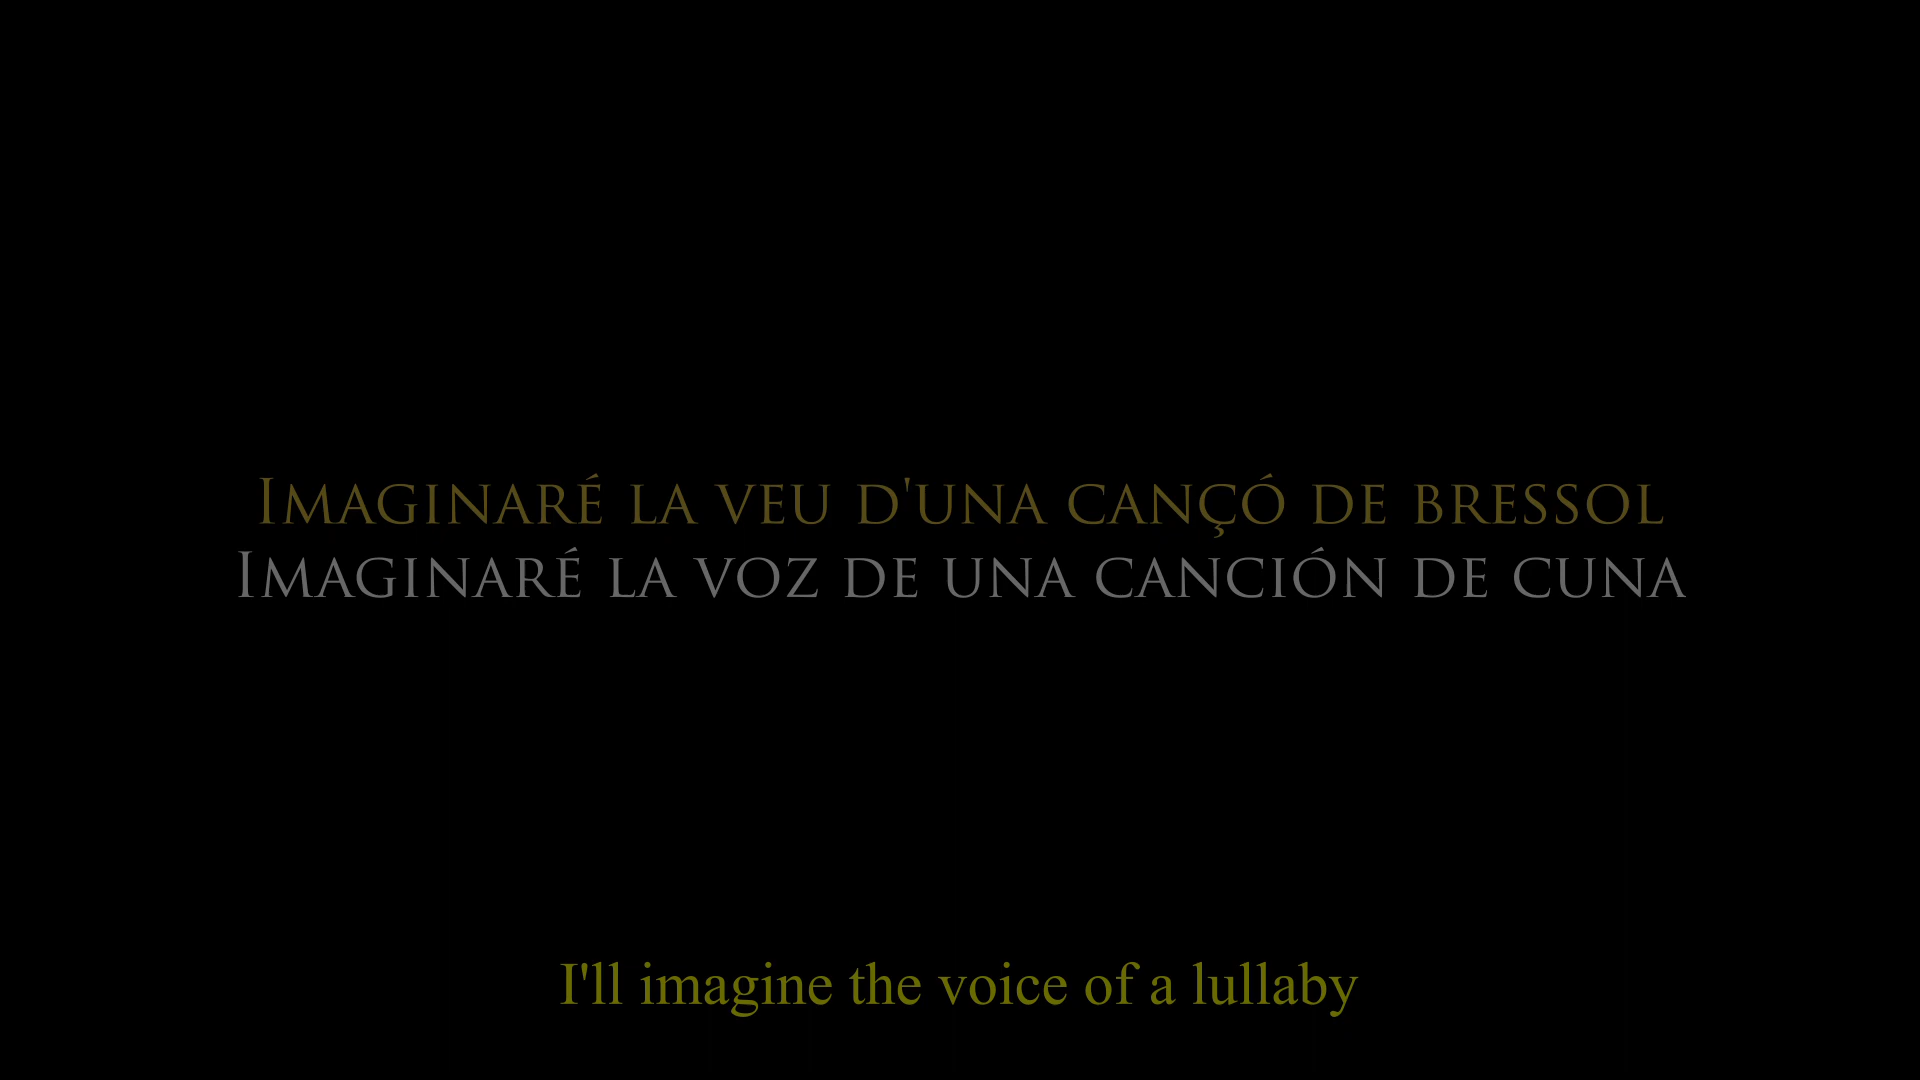 Imaginaré la veu d'una cançó de bressol
Imaginaré la voz de una canción de cuna
I'll imagine the voice of a lullaby